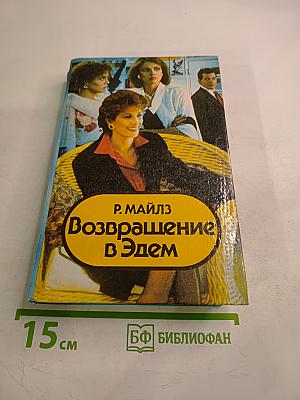 Р. МАЙЛЗ
Возвращение
в Эдем
15 см
БФ БИБЛИОФАН